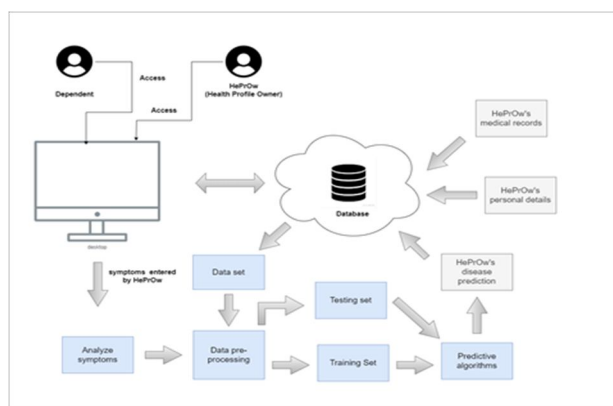 Dependent
HePrOw
(Health Profile Owner)
Access
Access
HePrOw's
medical records
HePrOw's
personal details
Database
desktop
symptoms entered
by HePrOw
Data set
HePrOw's
disease
prediction
Testing set
Analyze
symptoms
Data pre-
processing
Training Set
Predictive
algorithms